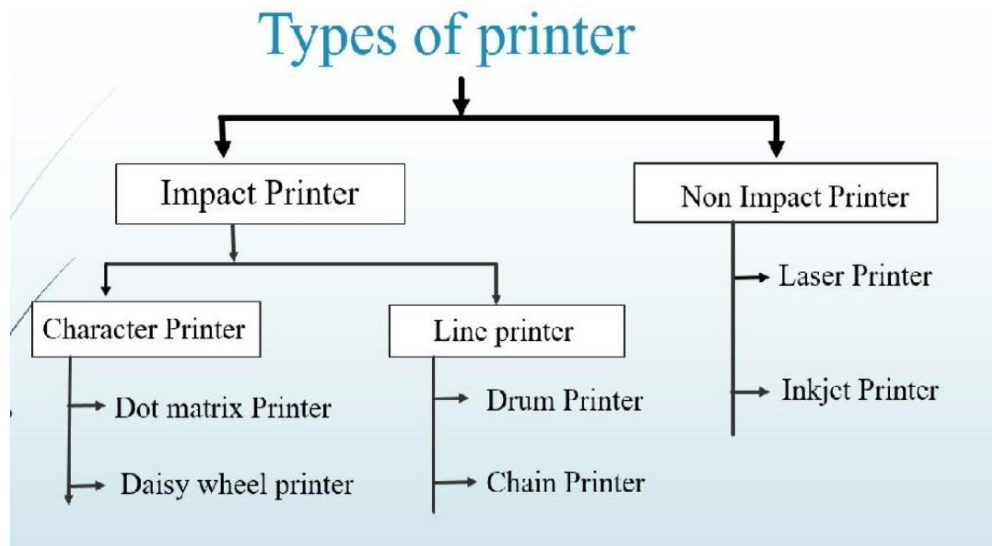 Types of printer
Impact Printer
Non Impact Printer
Character Printer
Dot matrix Printer
Daisy wheel printer
Line printer
Drum Printer
Chain Printer
Laser Printer
Inkjet Printer